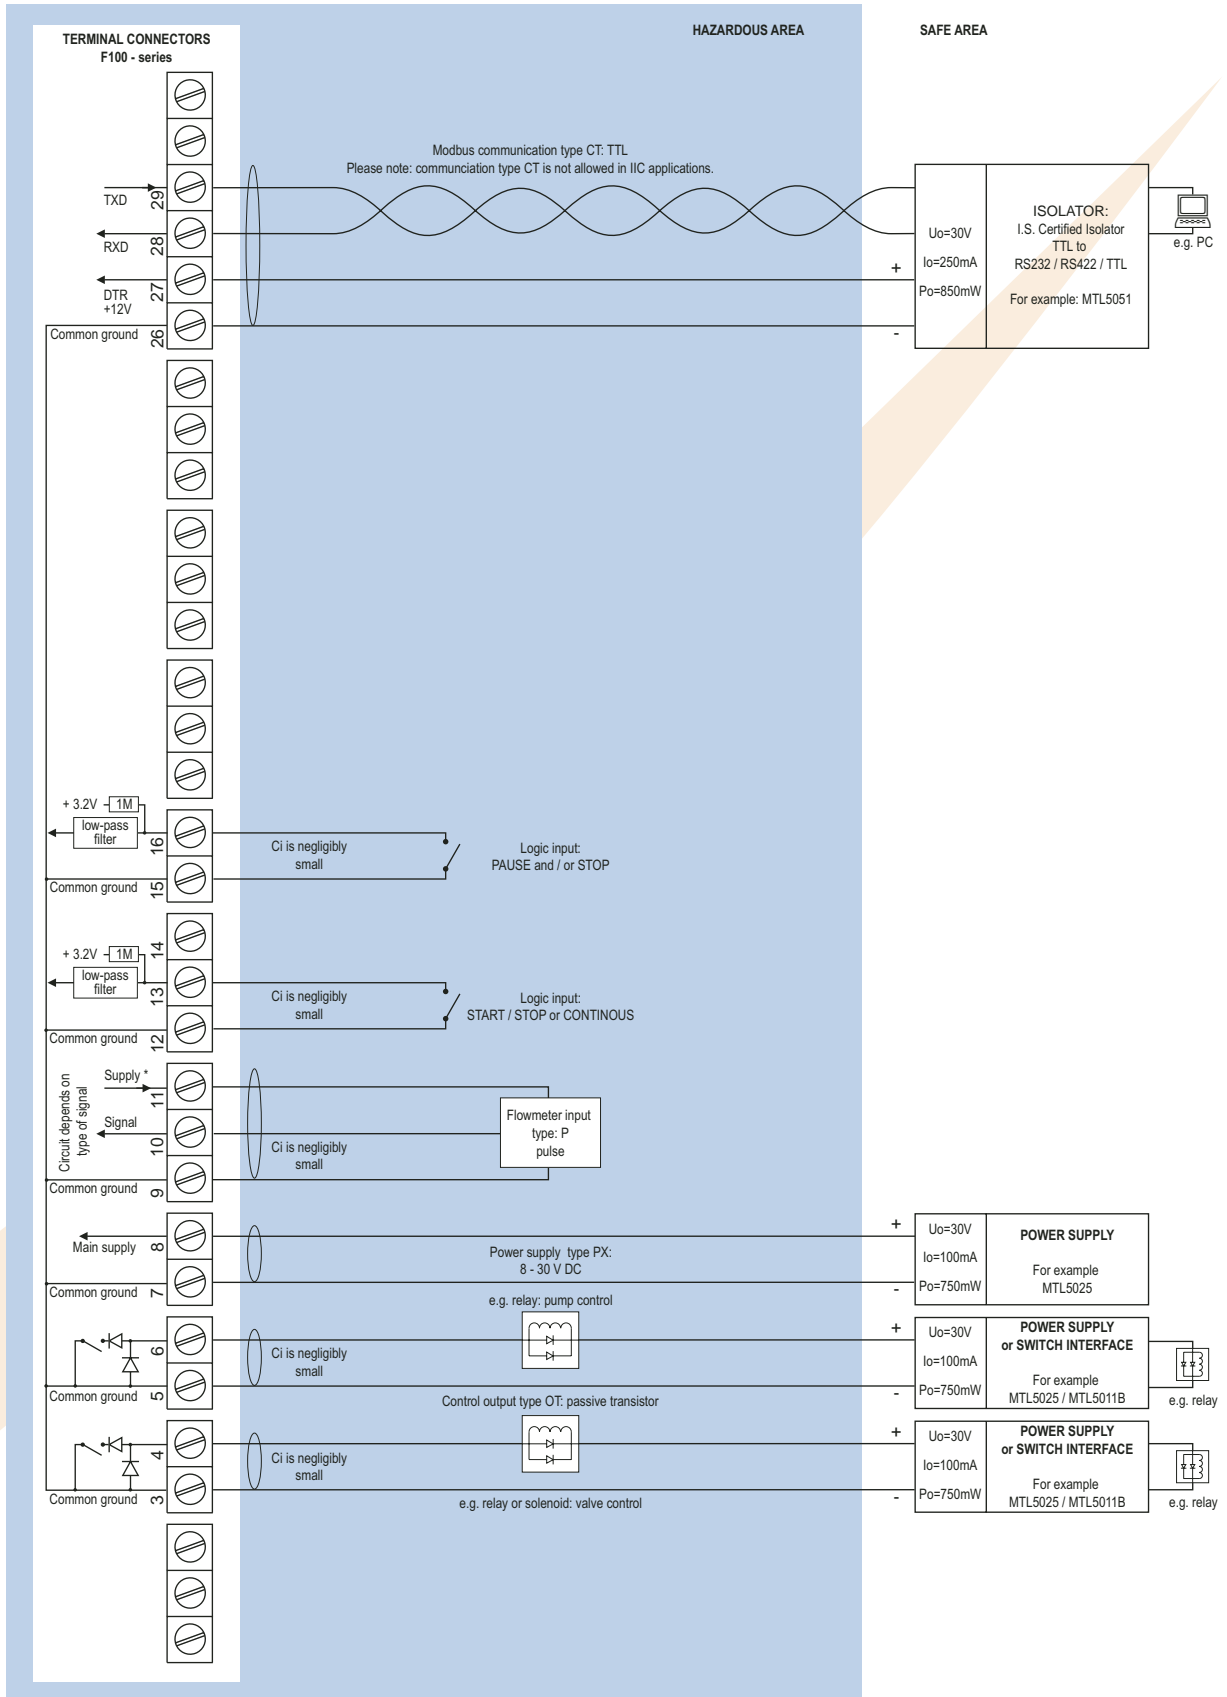 HAZARDOUS AREA
SAFE AREA
TERMINAL CONNECTORS
F100 - series
Modbus communication type CT: TTL
Please note: communciation type CT is not allowed in IIC applications.
TXD
29
RXD
28
DTR
+12V
27
Common ground
26
+
-
Uo=30V
Io=250mA
Po=850mW
ISOLATOR:
I.S. Certified Isolator
TTL to
RS232 / RS422 / TTL
For example: MTL5051
e.g. PC
+ 3.2V
1M
low-pass
filter
16
Common ground
15
Ci is negligibly
small
Logic input:
PAUSE and / or STOP
14
+ 3.2V
1M
low-pass
filter
13
Common ground
12
Ci is negligibly
small
Logic input:
START / STOP or CONTINOUS
Circuit depends on
type of signal
Supply *
11
Signal
10
Common ground
9
Ci is negligibly
small
Flowmeter input
type: P
pulse
Main supply
8
Common ground
7
Power supply type PX:
8 - 30 V DC
+
-
Uo=30V
Io=100mA
Po=750mW
POWER SUPPLY
For example
MTL5025
e.g. relay: pump control
6
Common ground
5
Ci is negligibly
small
+
-
Uo=30V
Io=100mA
Po=750mW
POWER SUPPLY
or SWITCH INTERFACE
For example
MTL5025 / MTL5011B
e.g. relay
Control output type OT: passive transistor
4
Common ground
3
Ci is negligibly
small
e.g. relay or solenoid: valve control
+
-
Uo=30V
Io=100mA
Po=750mW
POWER SUPPLY
or SWITCH INTERFACE
For example
MTL5025 / MTL5011B
e.g. relay